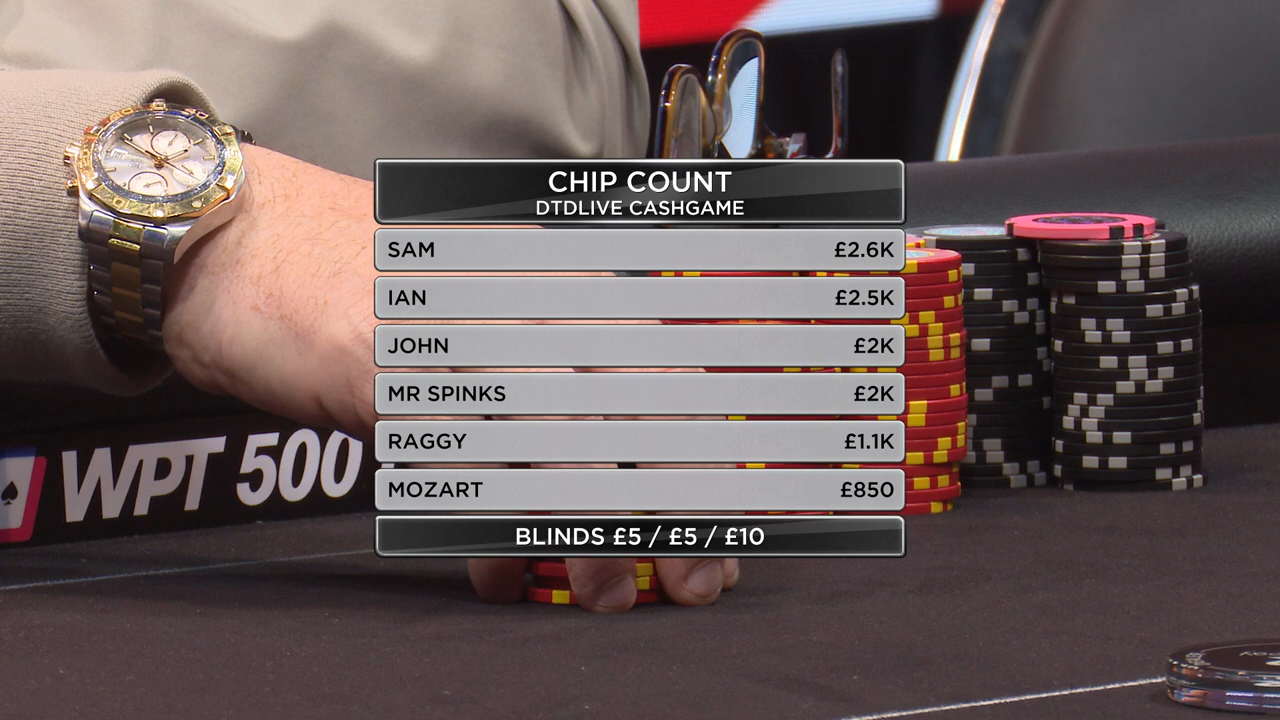 CHIP COUNT
DTDLIVE CASHGAME
SAM £2.6K
IAN £2.5K
JOHN £2K
MR SPINKS £2K
RAGGY £1.1K
MOZART £850
BLINDS £5 / £5 / £10
WPT 500